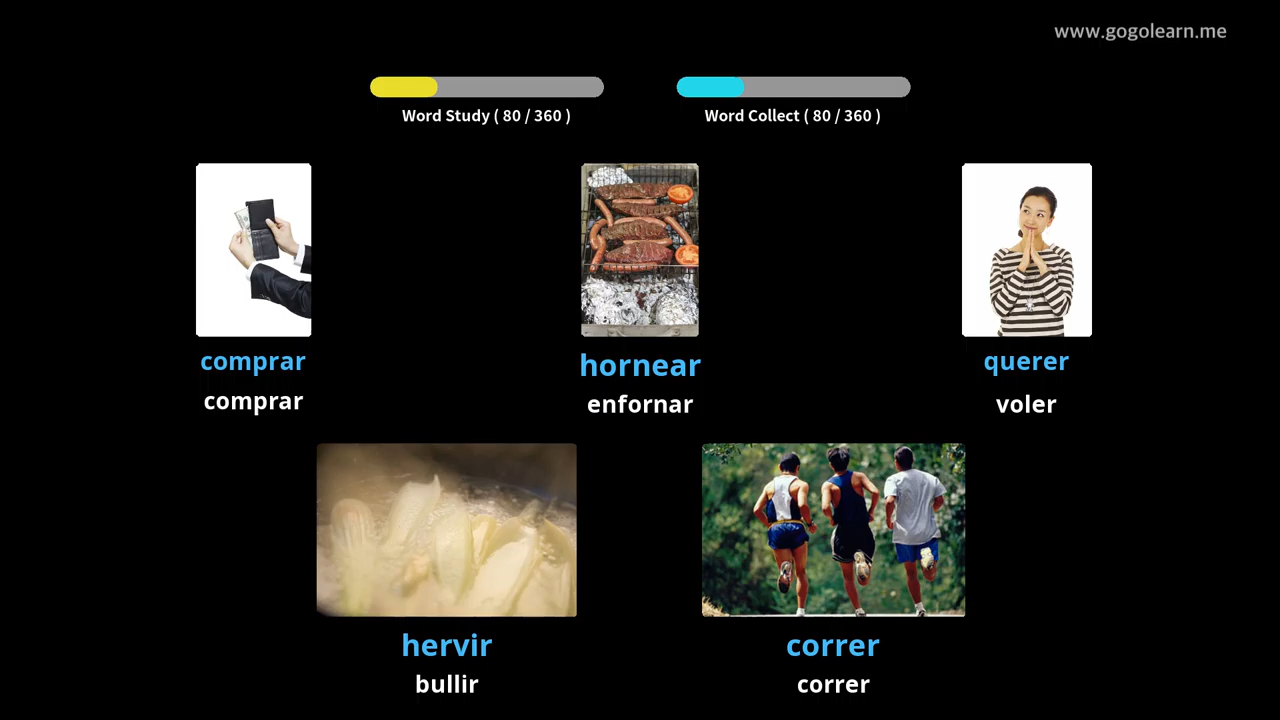 www.gogolearn.me
Word Study ( 80 / 360 )
Word Collect ( 80 / 360 )
comprar
comprar
hornear
enfornar
querer
voler
hervir
bullir
correr
correr